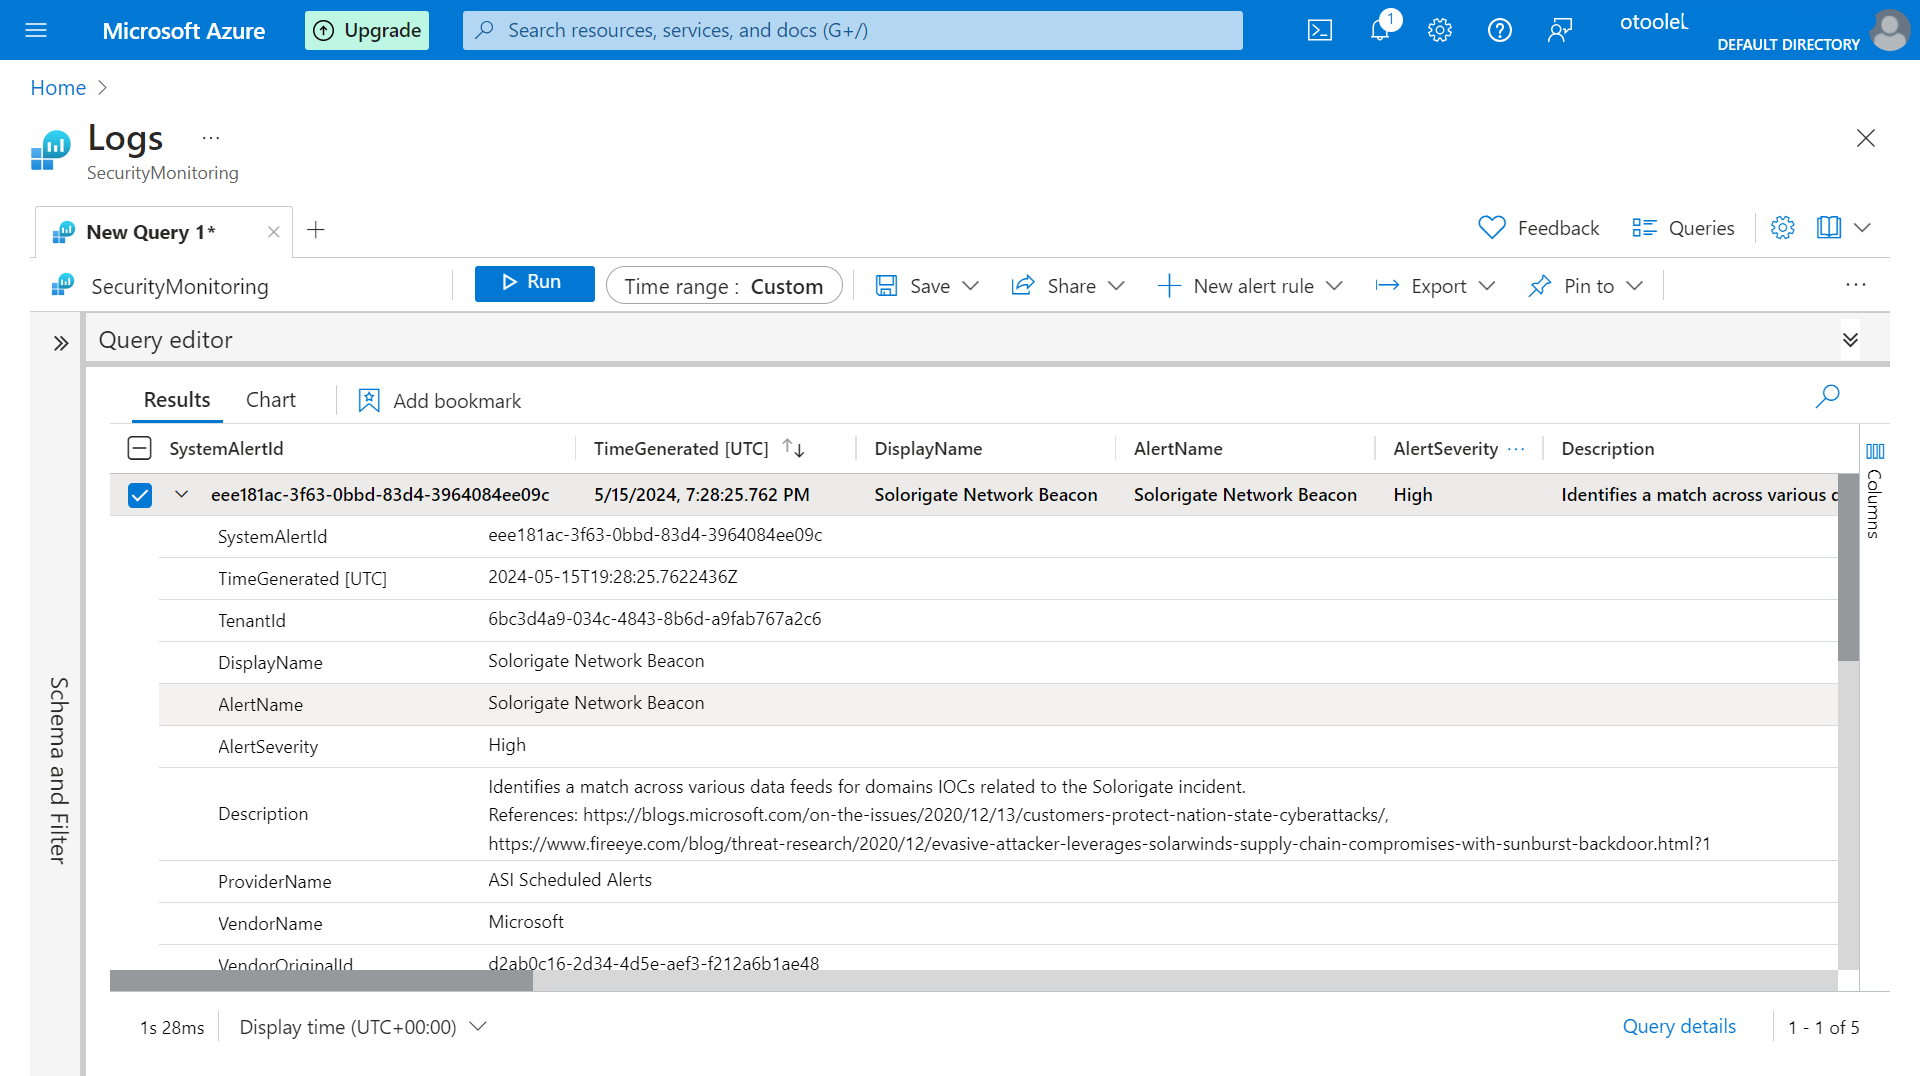 Microsoft Azure
Upgrade
Search resources, services, and docs (G+/)
1
DEFAULT DIRECTORY
Home
Logs
SecurityMonitoring
New Query 1*
Feedback
Queries
SecurityMonitoring
Run
Time range : Custom
Save
Share
New alert rule
Export
Pin to
Query editor
Schema and Filter
Results
Chart
Add bookmark
SystemAlertId
TimeGenerated [UTC]
DisplayName
AlertName
AlertSeverity
Description
Columns
eee181ac-3f63-0bbd-83d4-3964084ee09c
5/15/2024, 7:28:25.762 PM
Solorigate Network Beacon
Solorigate Network Beacon
High
Identifies a match across various
SystemAlertId eee181ac-3f63-0bbd-83d4-3964084ee09c
TimeGenerated [UTC] 2024-05-15T19:28:25.7622436Z
TenantId 6bc3d4a9-034c-4843-8b6d-a9fab767a2c6
DisplayName Solorigate Network Beacon
AlertName Solorigate Network Beacon
AlertSeverity High
Description Identifies a match across various data feeds for domains IOCs related to the Solorigate incident.
References: https://blogs.microsoft.com/on-the-issues/2020/12/13/customers-protect-nation-state-cyberattacks/,
https://www.fireeye.com/blog/threat-research/2020/12/evasive-attacker-leverages-solarwinds-supply-chain-compromises-with-sunburst-backdoor.html?1
ProviderName ASI Scheduled Alerts
VendorName Microsoft
VendorOriginalId d2ab0c16-2d34-4d5e-aef3-f212a6b1ae48
1s 28ms
Display time (UTC+00:00)
Query details
1 - 1 of 5